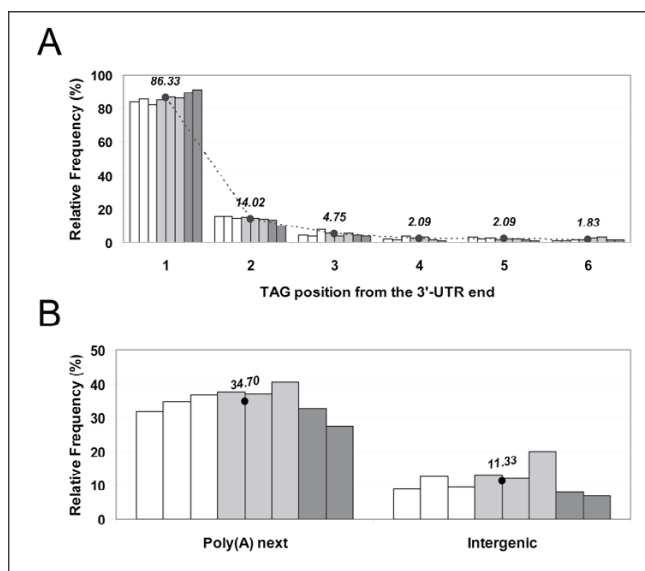 A
Relative Frequency (%)
100
80
60
40
20
0
86.33
14.02
4.75
2.09
2.09
1.83
1 2 3 4 5 6
TAG position from the 3'-UTR end
B
Relative Frequency (%)
50
40
30
20
10
0
34.70
11.33
Poly(A) next Intergenic